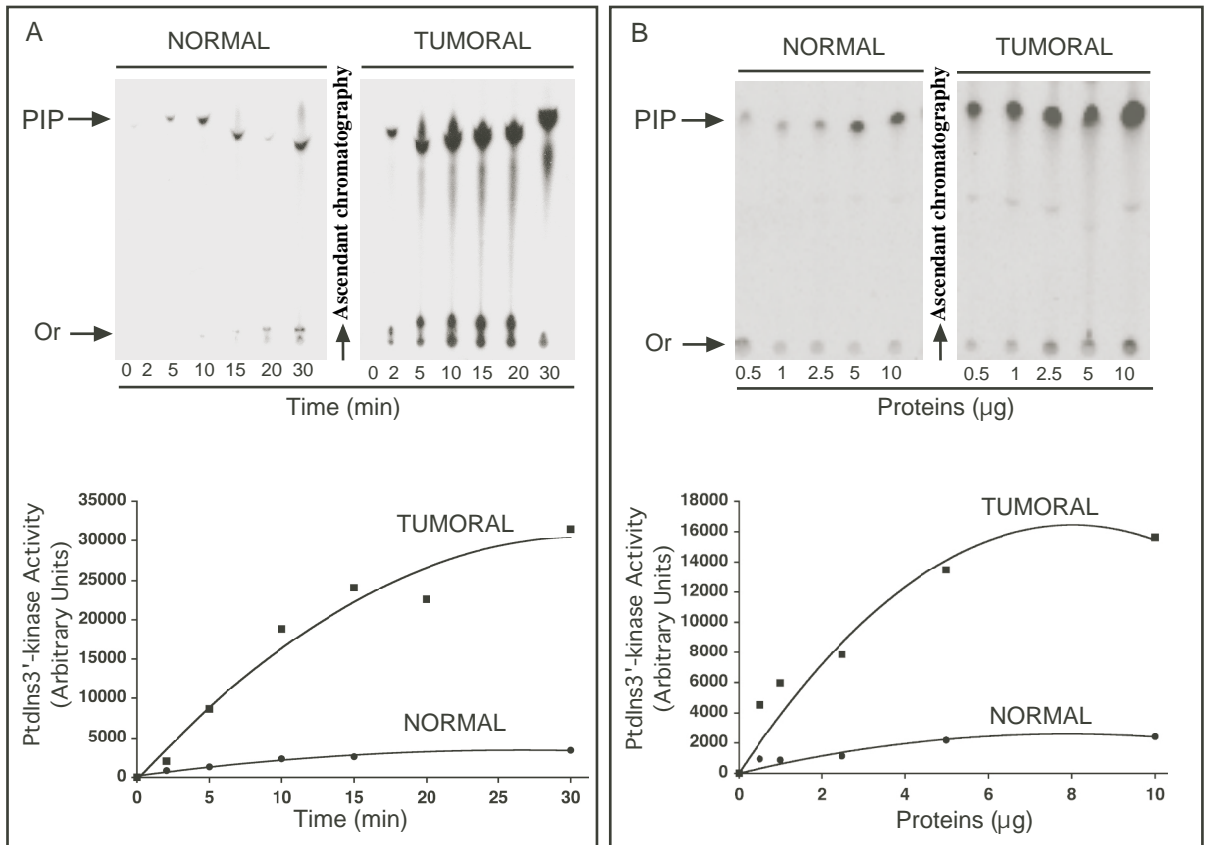 A
NORMAL
TUMORAL
PIP
Ascendant chromatography
Or
0 2 5 10 15 20 30
0 2 5 10 15 20 30
Time (min)
35000
30000
25000
20000
15000
10000
5000
0
PtdIns3'-kinase Activity
(Arbitrary Units)
TUMORAL
NORMAL
0 5 10 15 20 25 30
Time (min)
B
NORMAL
TUMORAL
PIP
Ascendant chromatography
Or
0.5 1 2.5 5 10
0.5 1 2.5 5 10
Proteins (µg)
18000
16000
14000
12000
10000
8000
6000
4000
2000
0
PtdIns3'-kinase Activity
(Arbitrary Units)
TUMORAL
NORMAL
0 2 4 6 8 10
Proteins (µg)